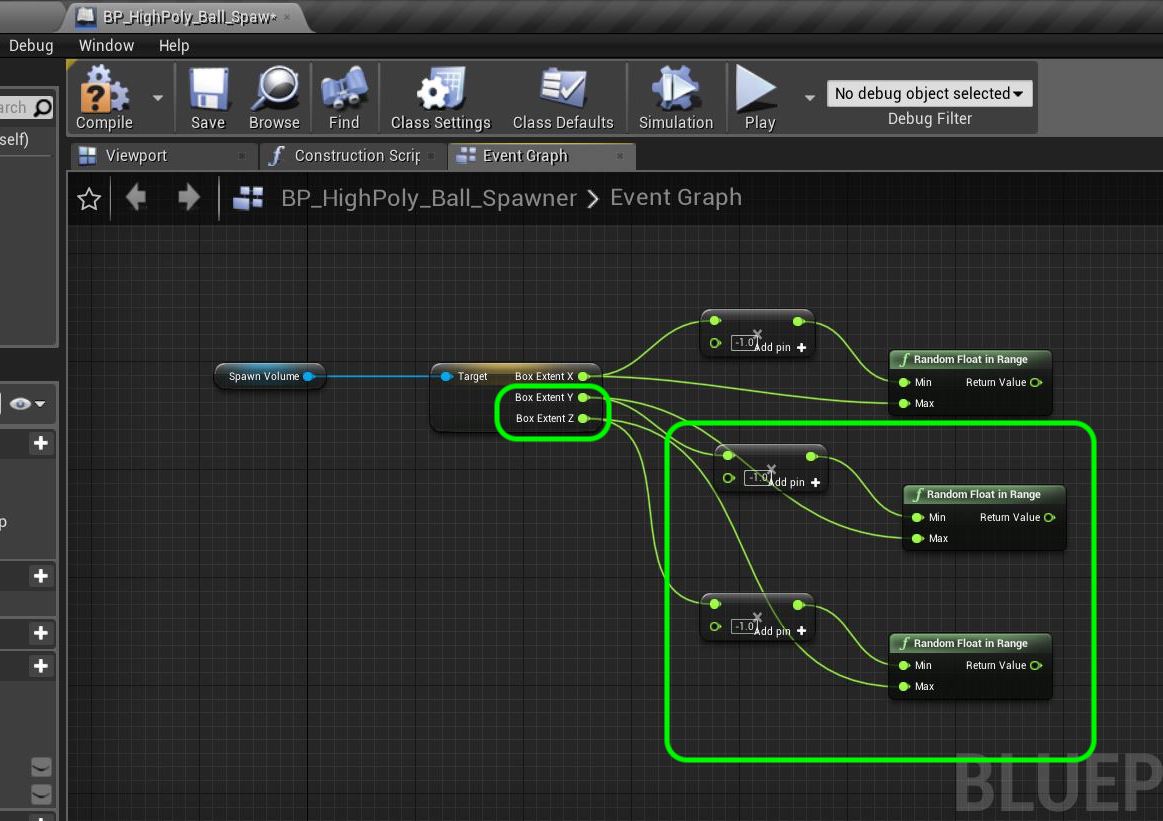 BP_HighPoly_Ball_Spaw*
Debug Window Help
Compile Save Browse Find Class Settings Class Defaults Simulation Play
No debug object selected
Debug Filter
arch
self)
Viewport Construction Scrip Event Graph
BP_HighPoly_Ball_Spawner > Event Graph
-1.0 Add pin +
Random Float in Range
Min Return Value
Max
Spawn Volume
Target Box Extent X
Box Extent Y
Box Extent Z
-1.0 Add pin +
Random Float in Range
Min Return Value
Max
p
-1.0 Add pin +
Random Float in Range
Min Return Value
Max
BLUEP